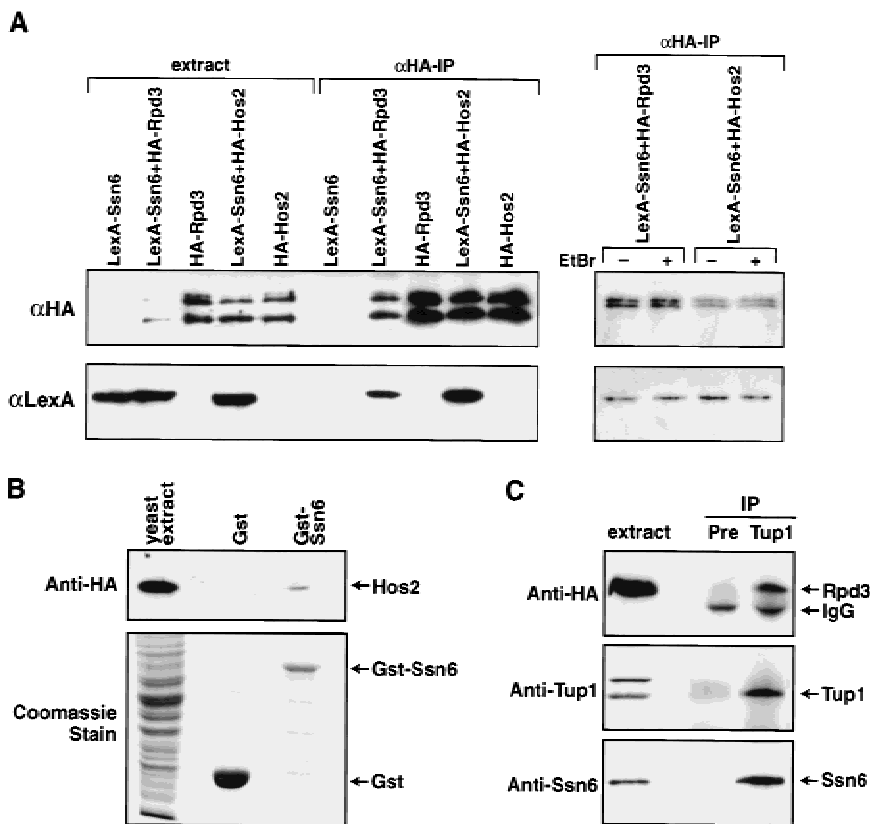 A
extract
αHA-IP
αHA-IP
LexA-Ssn6
LexA-Ssn6+HA-Rpd3
HA-Rpd3
LexA-Ssn6+HA-Hos2
HA-Hos2
LexA-Ssn6
LexA-Ssn6+HA-Rpd3
HA-Rpd3
LexA-Ssn6+HA-Hos2
HA-Hos2
LexA-Ssn6+HA-Rpd3
LexA-Ssn6+HA-Hos2
EtBr − + − +
αHA
αLexA
B
yeast
extract
Gst
Gst-
Ssn6
Anti-HA
←Hos2
Coomassie
Stain
←Gst-Ssn6
←Gst
C
IP
extract Pre Tup1
Anti-HA
←Rpd3
←IgG
Anti-Tup1
←Tup1
Anti-Ssn6
←Ssn6